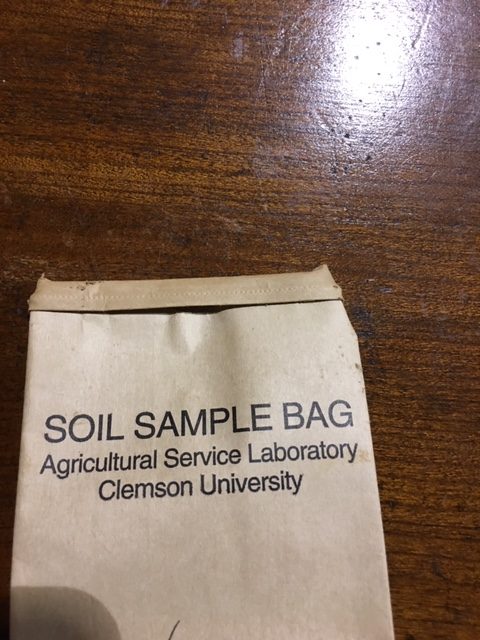 SOIL SAMPLE BAG
Agricultural Service Laboratory
Clemson University